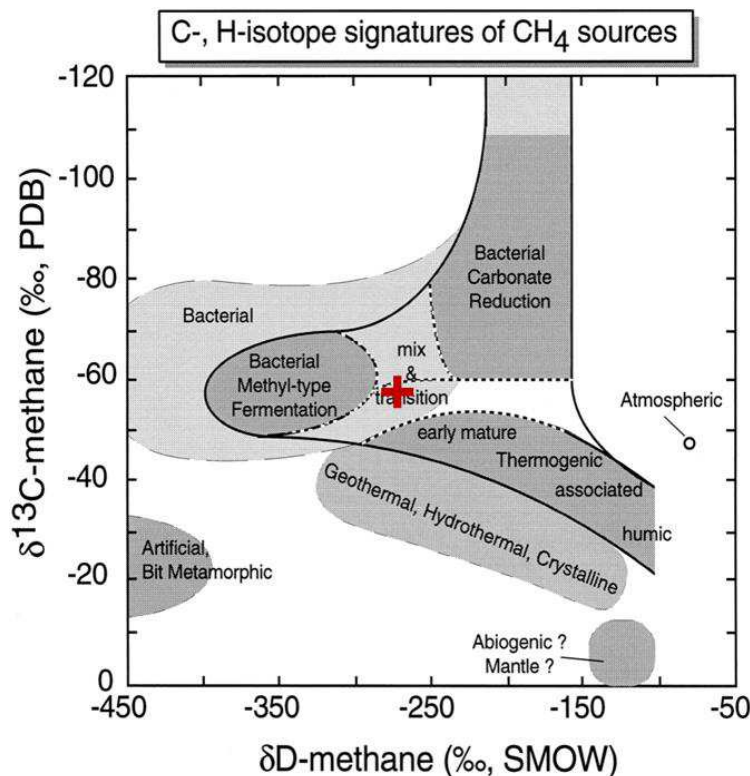 C-, H-isotope signatures of CH₄ sources
-120
-100
-80
-60
-40
-20
0
δ¹³C-methane (‰, PDB)
Bacterial
Carbonate
Reduction
Bacterial
mix
&
transition
Bacterial
Methyl-type
Fermentation
Atmospheric
early mature
Thermogenic
associated
humic
Geothermal, Hydrothermal, Crystalline
Artificial,
Bit Metamorphic
Abiogenic ?
Mantle ?
-450
-350
-250
-150
-50
δD-methane (‰, SMOW)